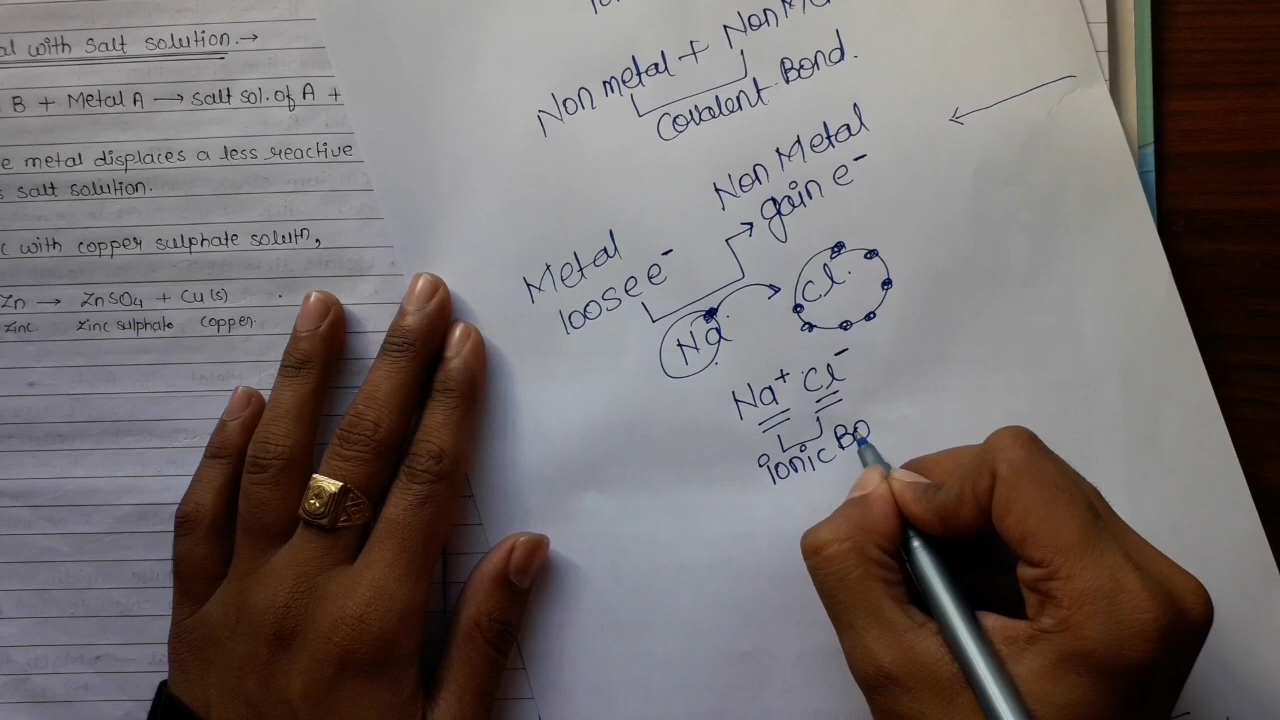 al with Salt solution.→
B + Metal A → salt sol. of A +
e metal displaces a less reactive
s salt solution.
c with copper sulphate soluтn,
Zn → ZnSO4 + Cu(s)
zinc zinc sulphate copper.
Non metal + Non M
Covalent Bond.
Non Metal
gain e-
Metal
loose e-
Na
Cl
Na+ Cl-
ionic Bo